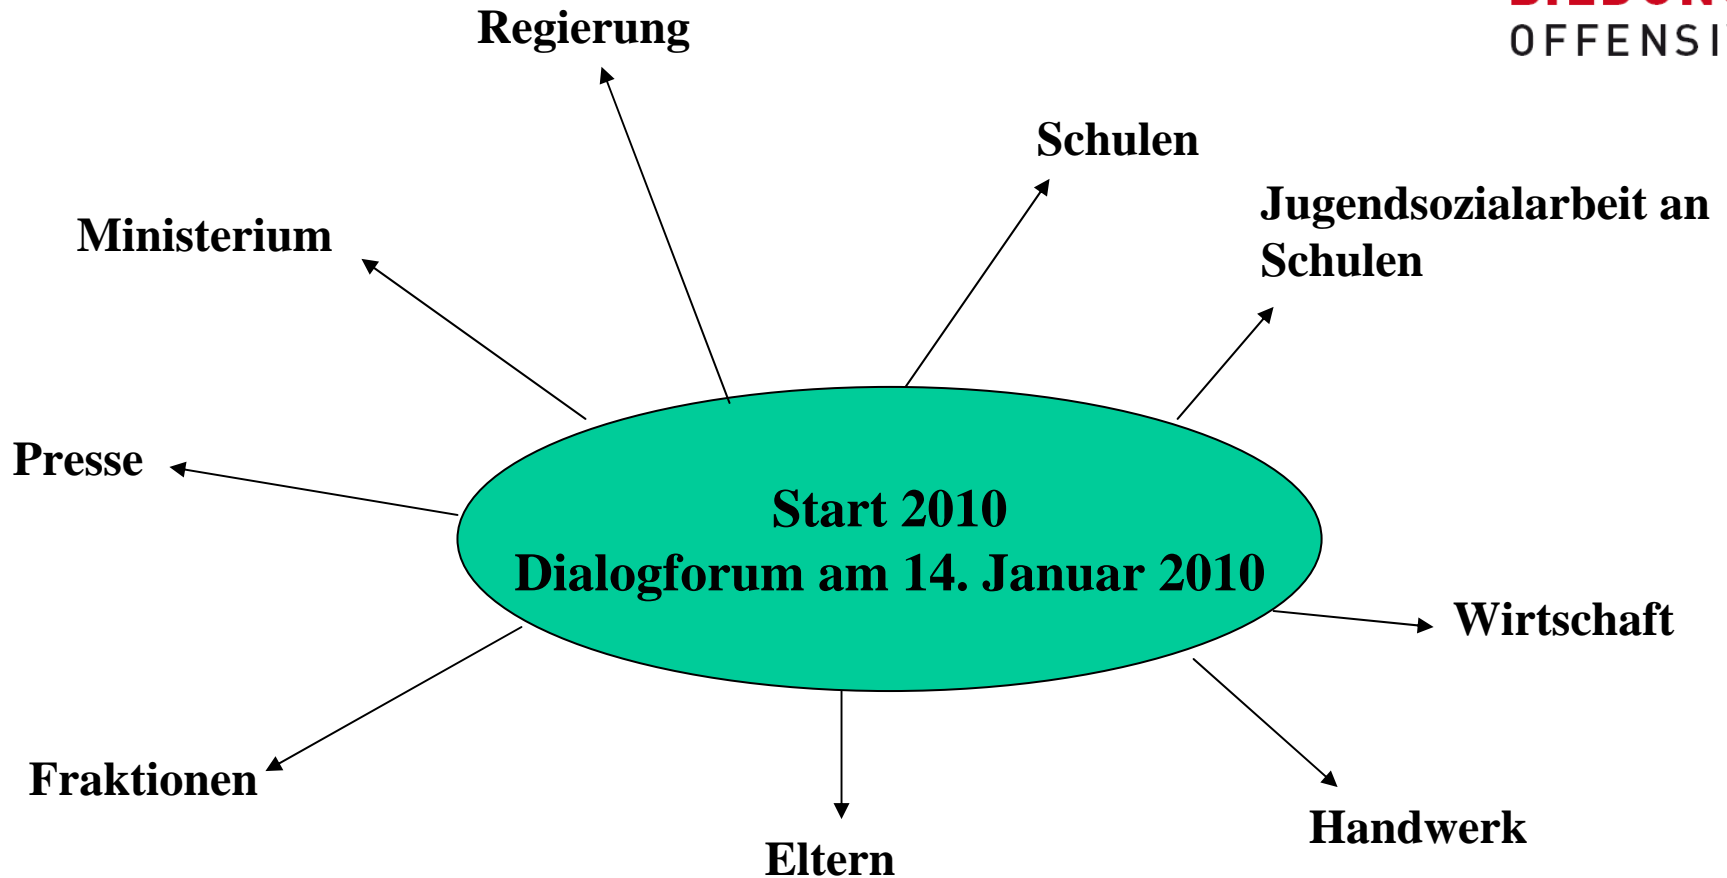 Regierung
OFFENSI
Schulen
Jugendsozialarbeit an
Schulen
Ministerium
Presse
Start 2010
Dialogforum am 14. Januar 2010
Wirtschaft
Fraktionen
Handwerk
Eltern